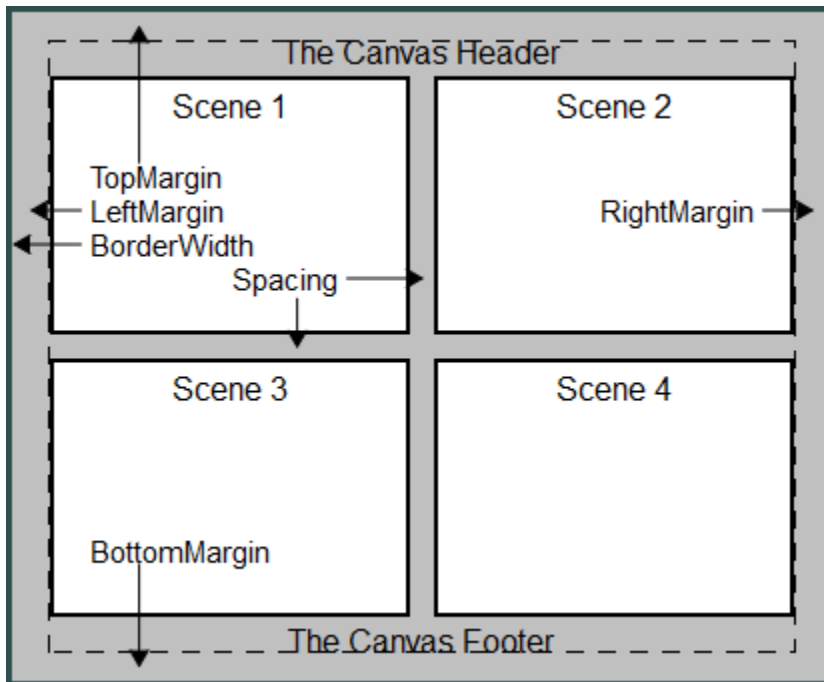 The Canvas Header
Scene 1
Scene 2
TopMargin
LeftMargin
RightMargin
BorderWidth
Spacing
Scene 3
Scene 4
BottomMargin
The Canvas Footer